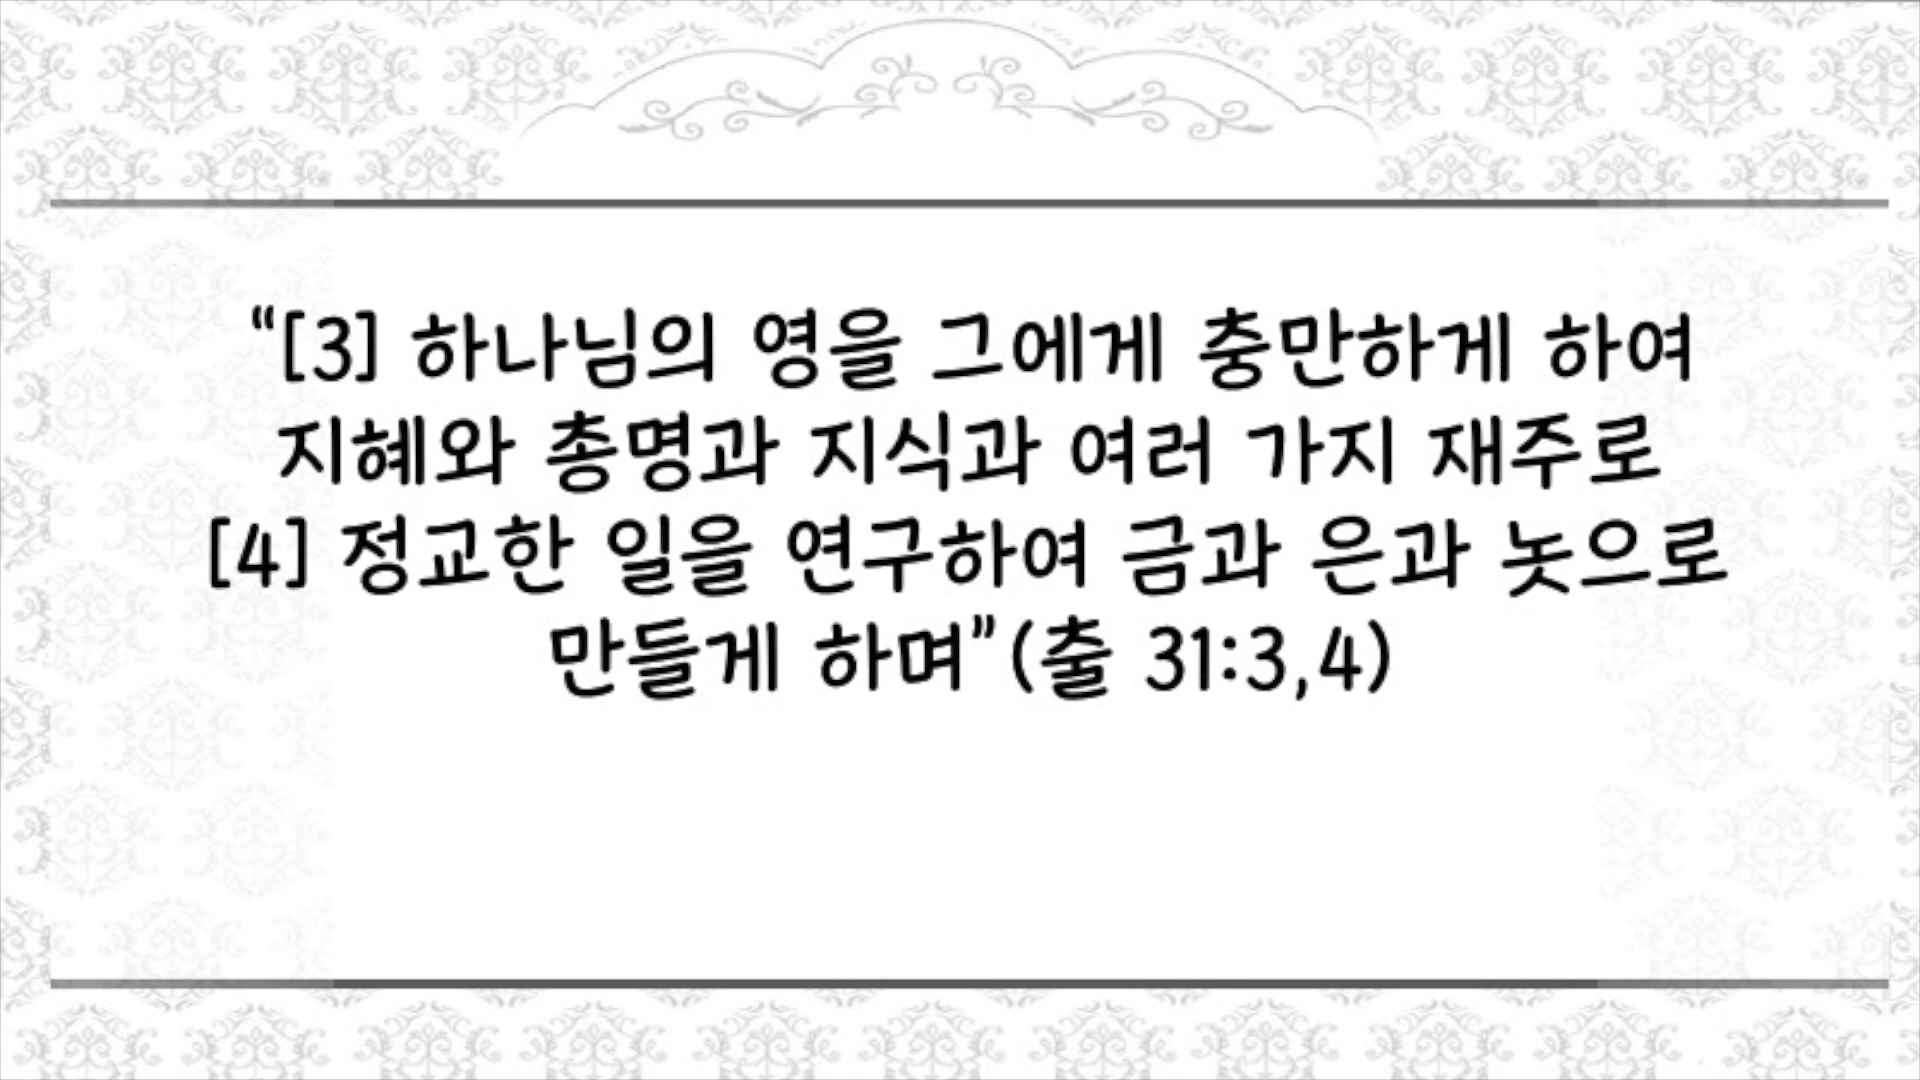 “[3] 하나님의 영을 그에게 충만하게 하여
지혜와 총명과 지식과 여러 가지 재주로
[4] 정교한 일을 연구하여 금과 은과 놋으로
만들게 하며”(출 31:3,4)